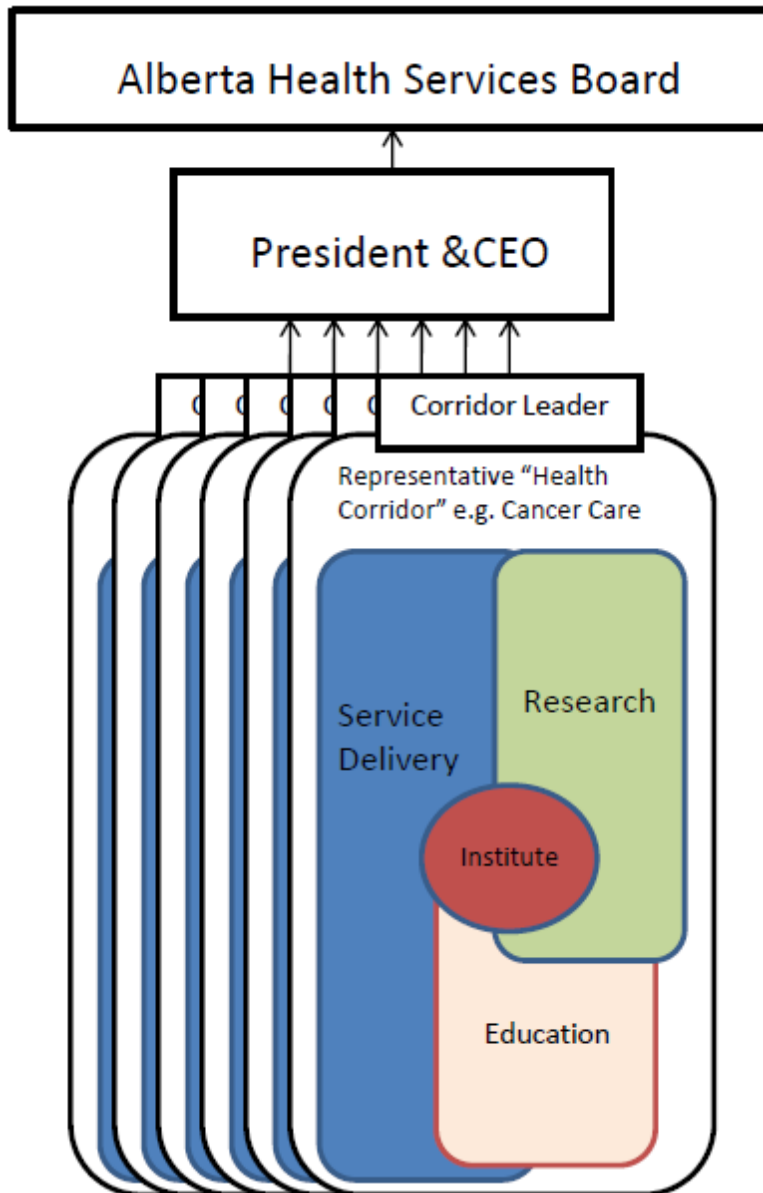 Alberta Health Services Board
President &CEO
C
C
C
C
C
Corridor Leader
Representative “Health
Corridor” e.g. Cancer Care
Service
Delivery
Research
Institute
Education